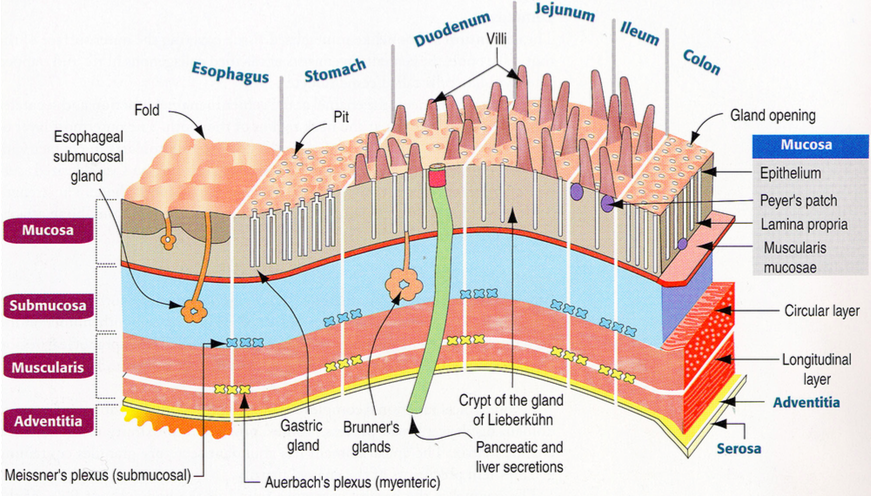 Esophagus
Stomach
Duodenum
Jejunum
Ileum
Colon
Villi
Fold
Pit
Gland opening
Esophageal
submucosal
gland
Mucosa
Epithelium
Peyer's patch
Lamina propria
Muscularis
mucosae
Mucosa
Submucosa
Muscularis
Adventitia
Circular layer
Longitudinal
layer
Adventitia
Serosa
Gastric
gland
Brunner's
glands
Crypt of the gland
of Lieberkühn
Pancreatic and
liver secretions
Meissner's plexus (submucosal)
Auerbach's plexus (myenteric)